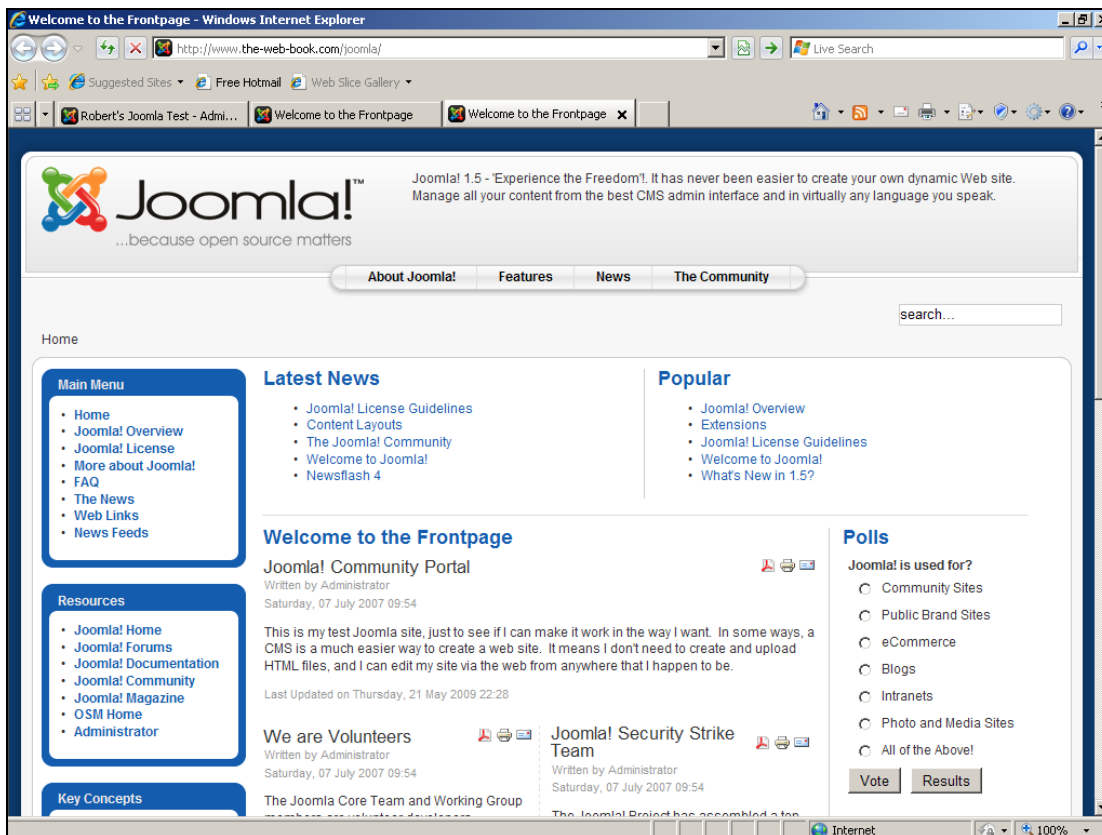 Welcome to the Frontpage - Windows Internet Explorer
http://www.the-web-book.com/joomla/
Live Search
Suggested Sites
Free Hotmail
Web Slice Gallery
Robert's Joomla Test - Admi...
Welcome to the Frontpage
Welcome to the Frontpage
Joomla!™
...because open source matters
Joomla! 1.5 - 'Experience the Freedom'!. It has never been easier to create your own dynamic Web site.
Manage all your content from the best CMS admin interface and in virtually any language you speak.
About Joomla!
Features
News
The Community
search...
Home
Main Menu
Home
Joomla! Overview
Joomla! License
More about Joomla!
FAQ
The News
Web Links
News Feeds
Resources
Joomla! Home
Joomla! Forums
Joomla! Documentation
Joomla! Community
Joomla! Magazine
OSM Home
Administrator
Key Concepts
Latest News
Joomla! License Guidelines
Content Layouts
The Joomla! Community
Welcome to Joomla!
Newsflash 4
Popular
Joomla! Overview
Extensions
Joomla! License Guidelines
Welcome to Joomla!
What's New in 1.5?
Welcome to the Frontpage
Joomla! Community Portal
Written by Administrator
Saturday, 07 July 2007 09:54
This is my test Joomla site, just to see if I can make it work in the way I want. In some ways, a
CMS is a much easier way to create a web site. It means I don't need to create and upload
HTML files, and I can edit my site via the web from anywhere that I happen to be.
Last Updated on Thursday, 21 May 2009 22:28
We are Volunteers
Written by Administrator
Saturday, 07 July 2007 09:54
The Joomla Core Team and Working Group
members are volunteer developers
Joomla! Security Strike
Team
Written by Administrator
Saturday, 07 July 2007 09:54
The Joomla! Project has assembled a top
Polls
Joomla! is used for?
Community Sites
Public Brand Sites
eCommerce
Blogs
Intranets
Photo and Media Sites
All of the Above!
Vote
Results
Internet
100%